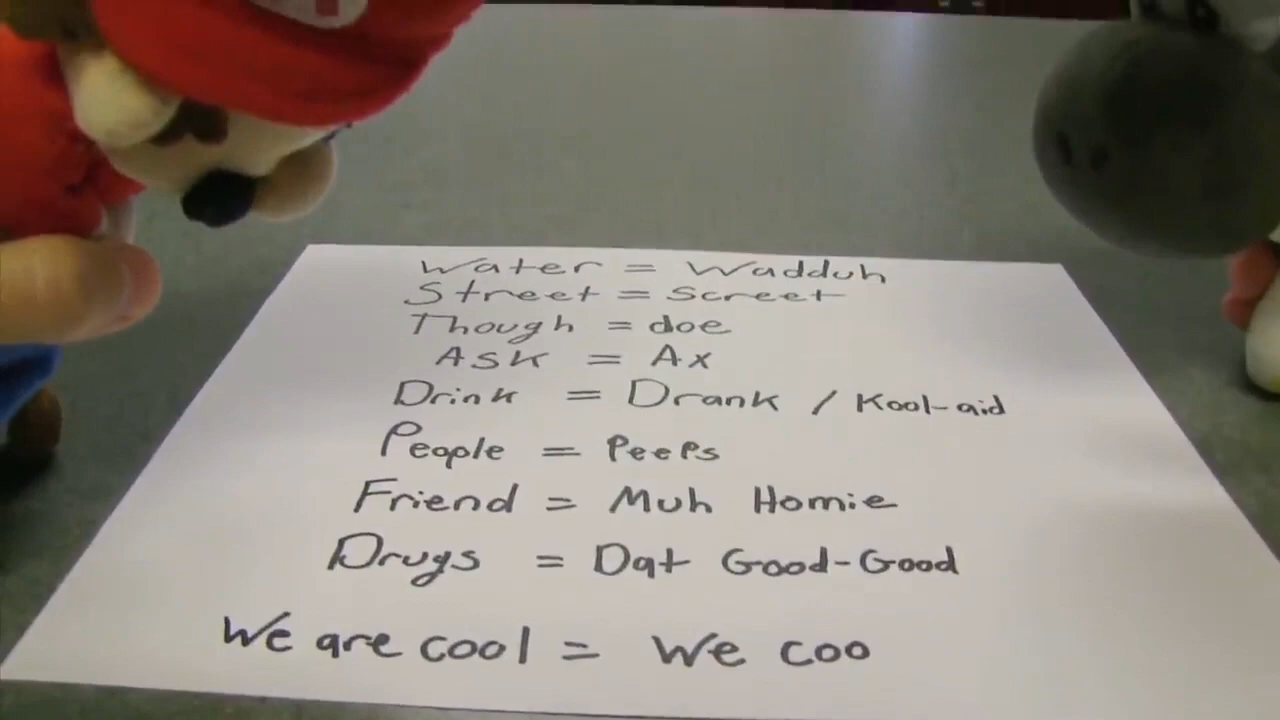 Water = Wadduh
Street = Screet
Though = doe
Ask = Ax
Drink = Drank / Kool-aid
People = Peeps
Friend = Muh Homie
Drugs = Dat Good-Good
We are cool = We coo